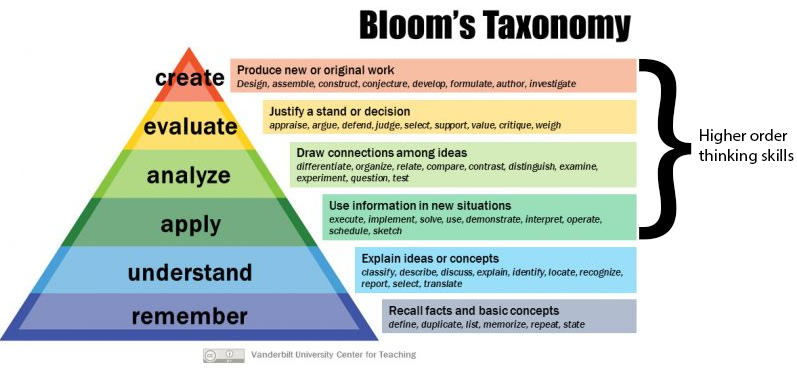 Bloom's Taxonomy
create
Produce new or original work
Design, assemble, construct, conjecture, develop, formulate, author, investigate
evaluate
Justify a stand or decision
appraise, argue, defend, judge, select, support, value, critique, weigh
analyze
Draw connections among ideas
differentiate, organize, relate, compare, contrast, distinguish, examine,
experiment, question, test
apply
Use information in new situations
execute, implement, solve, use, demonstrate, interpret, operate,
schedule, sketch
understand
Explain ideas or concepts
classify, describe, discuss, explain, identify, locate, recognize,
report, select, translate
remember
Recall facts and basic concepts
define, duplicate, list, memorize, repeat, state
Higher order
thinking skills
cc
Vanderbilt University Center for Teaching